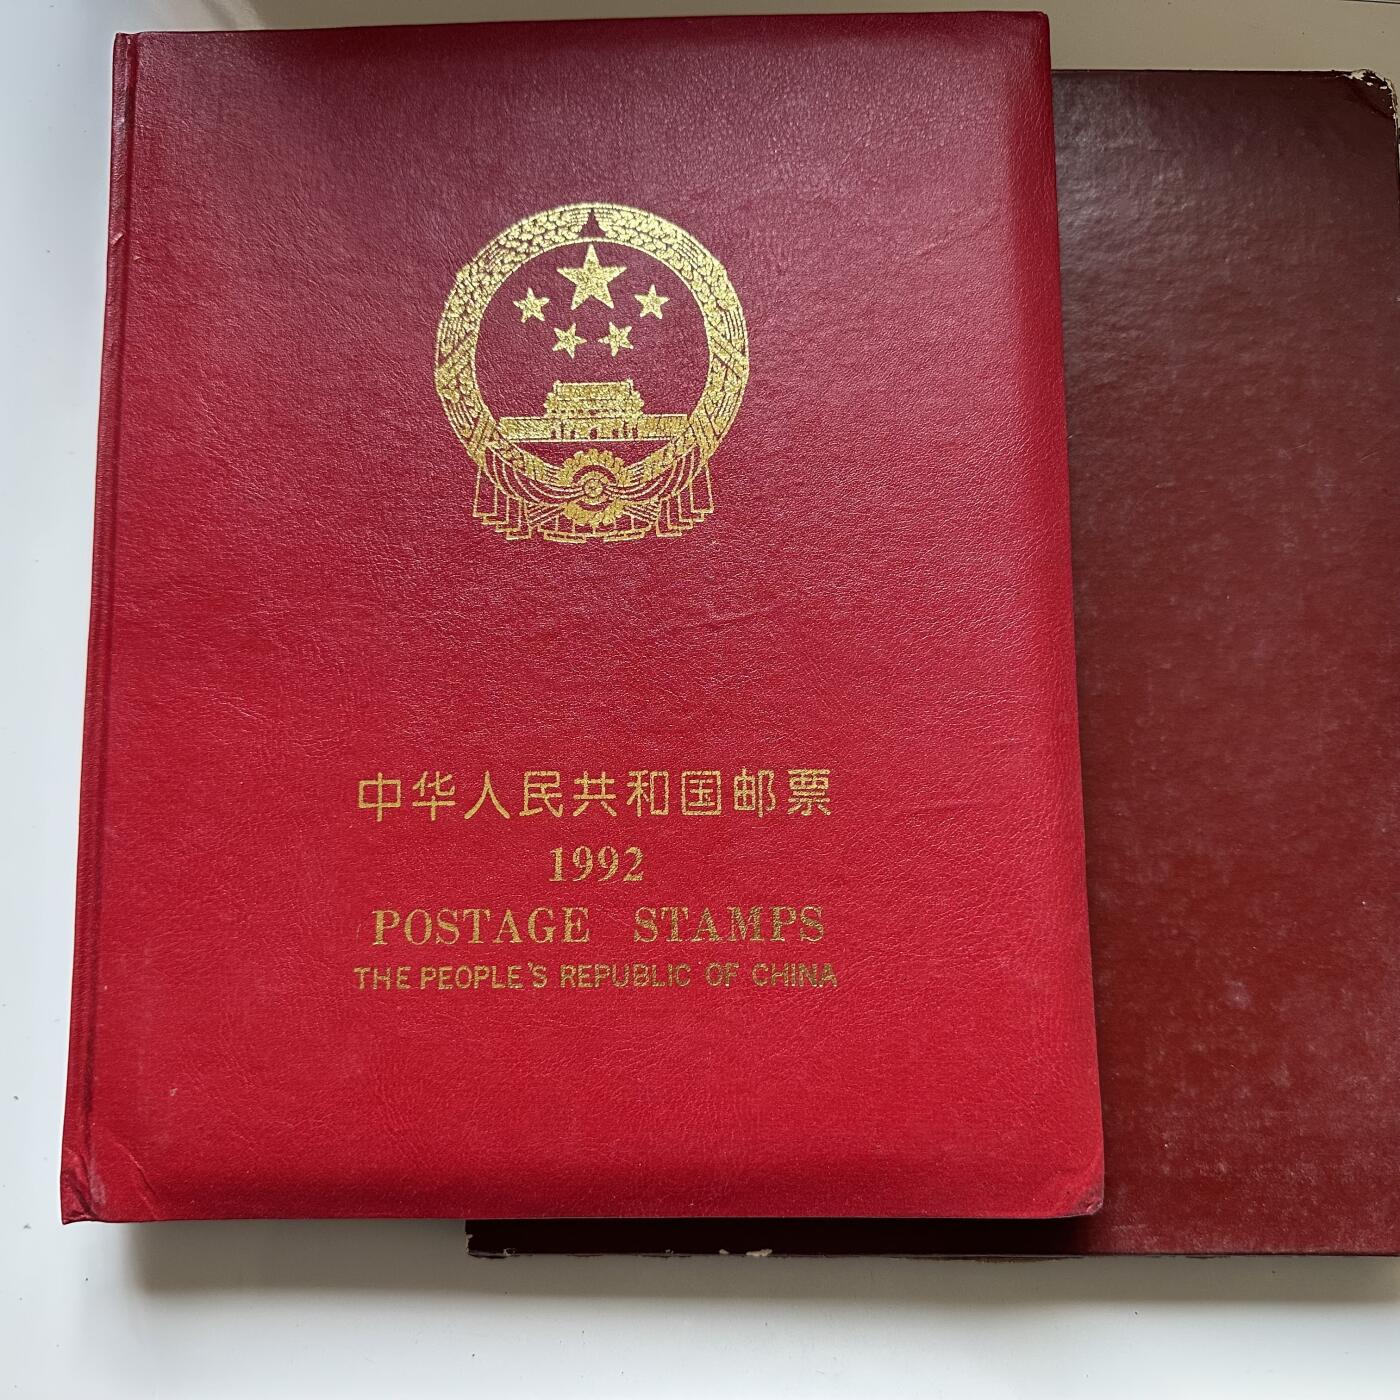 中华人民共和国邮票
1992
POSTAGE STAMPS
THE PEOPLE'S REPUBLIC OF CHINA